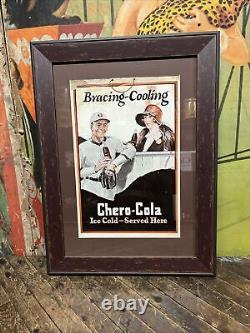 Bracing-Cooling
Chero-Cola
Ice Cold-Served Here